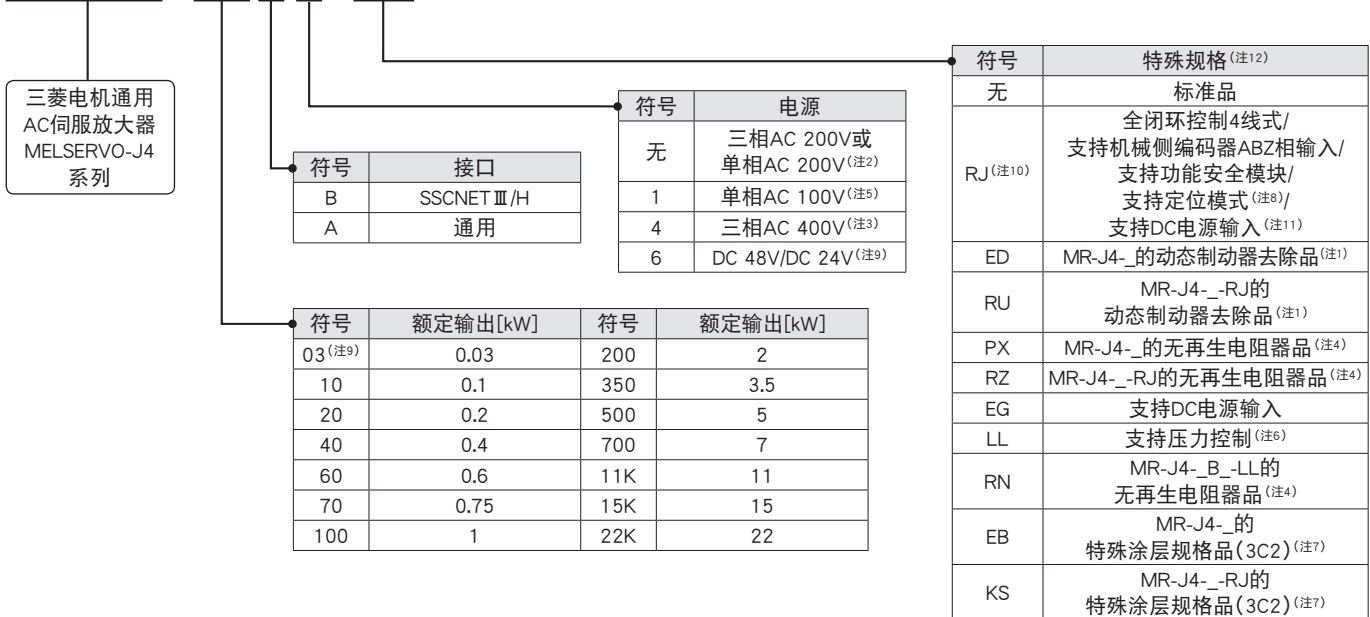 三菱电机通用
AC伺服放大器
MELSERVO-J4
系列
符号 接口
B SSCNETⅢ/H
A 通用
符号 电源
无 三相AC 200V或
单相AC 200V(注2)
1 单相AC 100V(注5)
4 三相AC 400V(注3)
6 DC 48V/DC 24V(注9)
符号 额定输出[kW] 符号 额定输出[kW]
03(注9) 0.03 200 2
10 0.1 350 3.5
20 0.2 500 5
40 0.4 700 7
60 0.6 11K 11
70 0.75 15K 15
100 1 22K 22
符号 特殊规格(注12)
无 标准品
全闭环控制4线式/
支持机械侧编码器ABZ相输入/
RJ(注10) 支持功能安全模块/
支持定位模式(注8)/
支持DC电源输入(注11)
ED MR-J4-_的动态制动器去除品(注1)
RU MR-J4-_-RJ的
动态制动器去除品(注1)
PX MR-J4-_的无再生电阻器品(注4)
RZ MR-J4-_-RJ的无再生电阻器品(注4)
EG 支持DC电源输入
LL 支持压力控制(注6)
RN MR-J4-_B_-LL的
无再生电阻器品(注4)
EB MR-J4-_的
特殊涂层规格品(3C2)(注7)
KS MR-J4-_-RJ的
特殊涂层规格品(3C2)(注7)